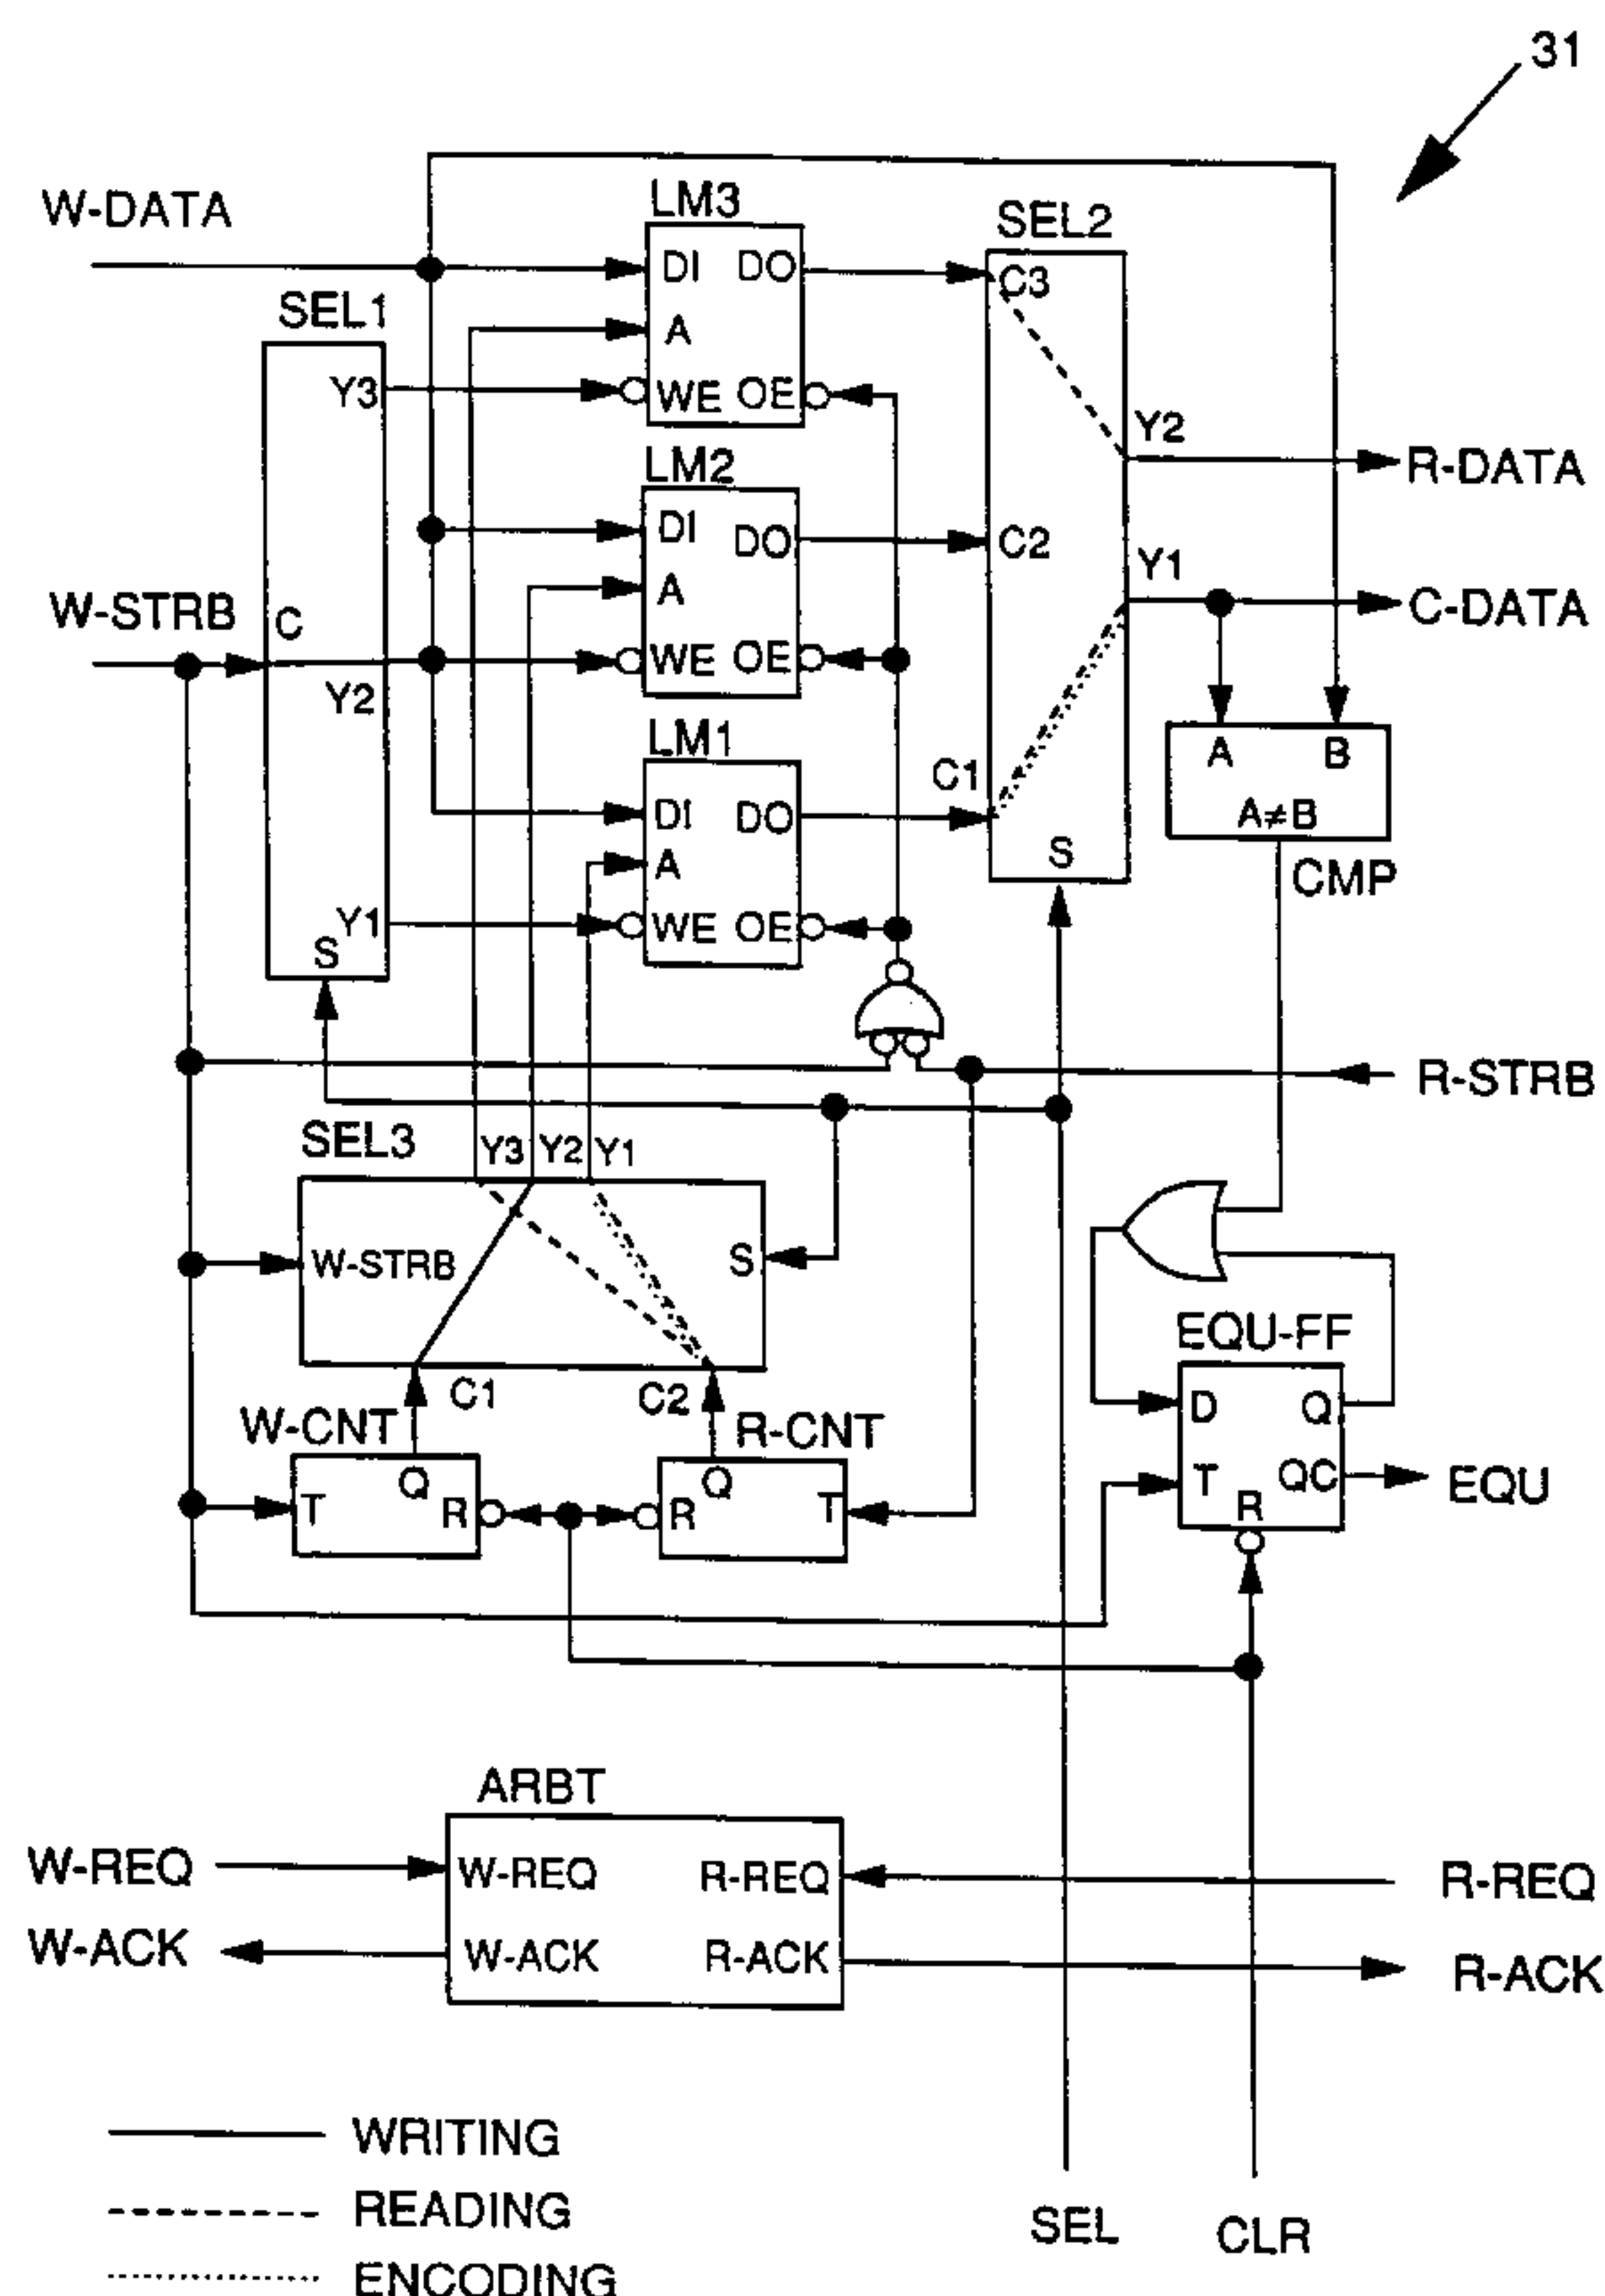 31
W-DATA
LM3
SEL2
DI DO
C3
SEL1
A
Y3
WE OE
Y2
R-DATA
LM2
DI DO
C2
Y1
W-STRB
C
A
C-DATA
WE OE
Y2
LM1
A B
A≠B
C1
DI DO
S
A
CMP
Y1
WE OE
S
R-STRB
SEL3
Y3 Y2 Y1
W-STRB
S
EQU-FF
C1 C2
W-CNT
R-CNT
D Q
Q
Q
T R
R T
T QC
R
EQU
ARBT
W-REQ
W-REQ R-REQ
R-REQ
W-ACK
W-ACK R-ACK
R-ACK
WRITING
READING
SEL
CLR
ENCODING